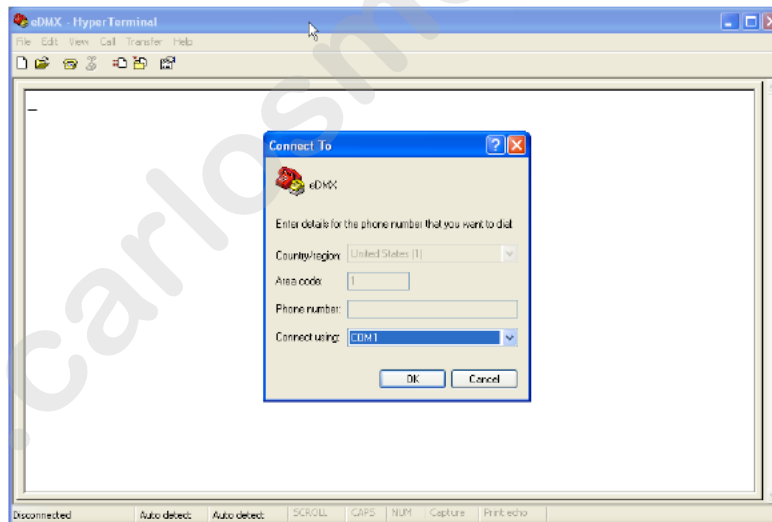 eDMX - HyperTerminal
File Edit View Call Transfer Help
Connect To
eDMX
Enter details for the phone number that you want to dial:
Country/region: United States (1)
Area code: 1
Phone number:
Connect using: COM1
OK Cancel
Disconnected Auto detect Auto detect SCROLL CAPS NUM Capture Print echo
.carlosm